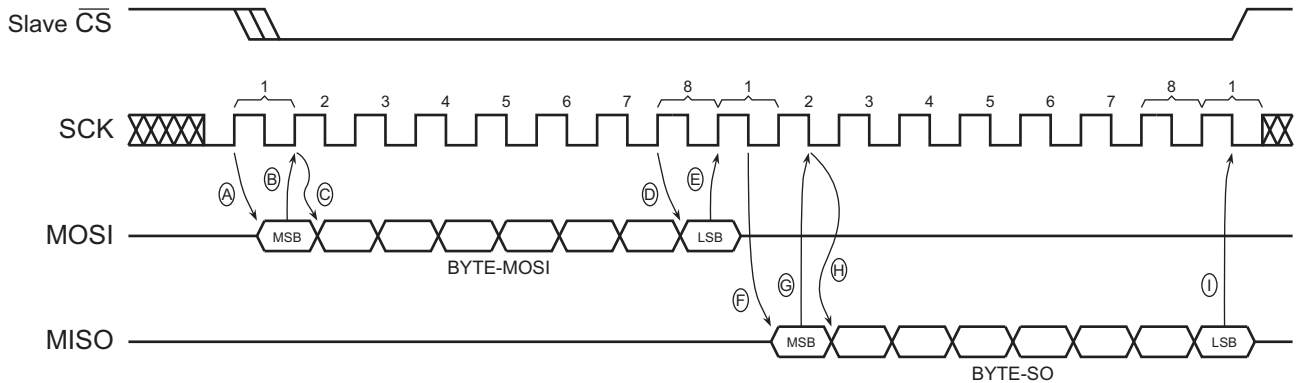 Slave CS
1 2 3 4 5 6 7 8 1 2 3 4 5 6 7 8 1
SCK
A B C D E
MOSI MSB LSB
BYTE-MOSI
F G H I
MISO MSB LSB
BYTE-SO